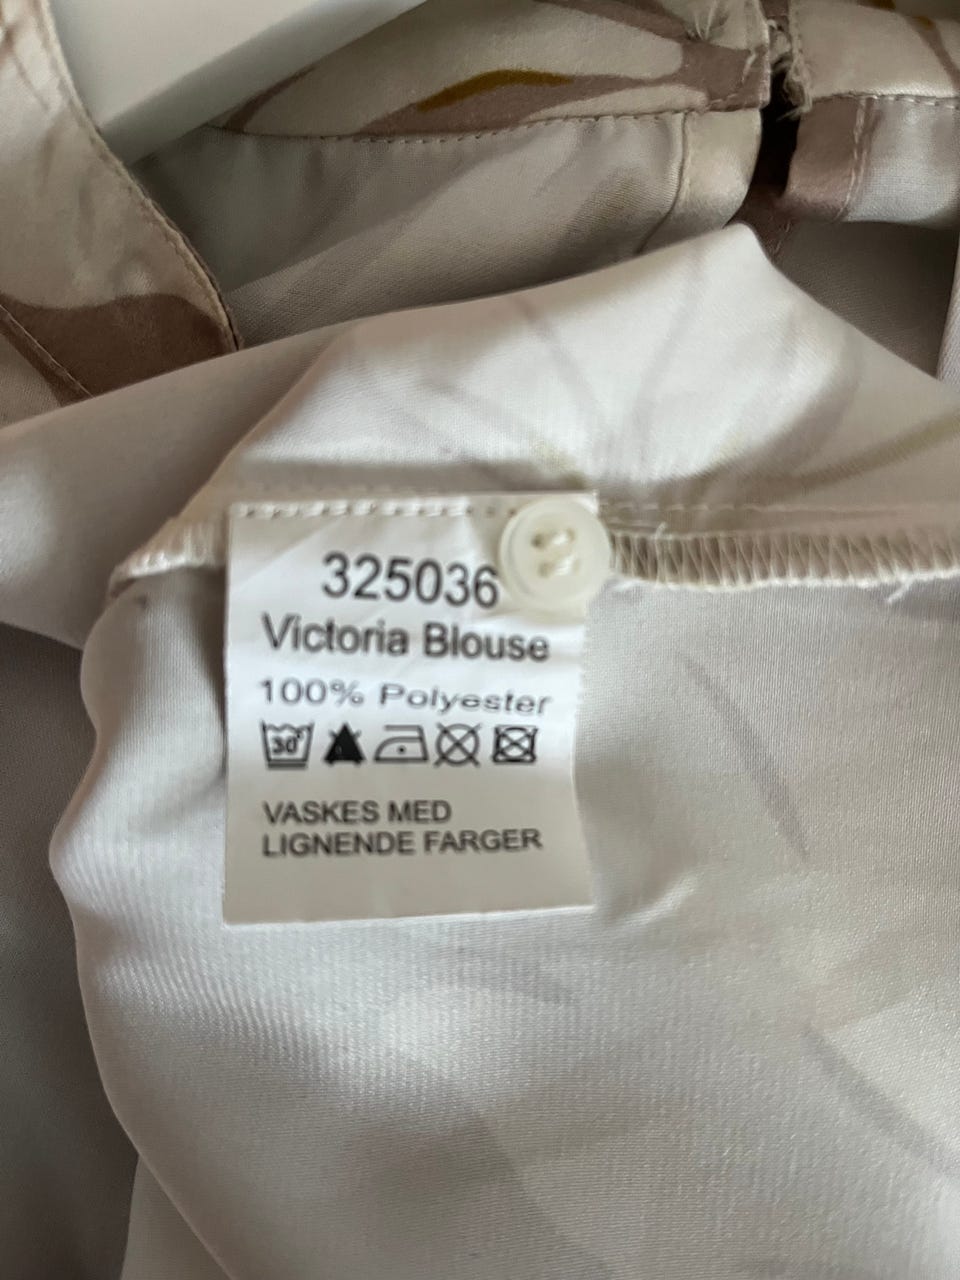 325036
Victoria Blouse
100% Polyester
30°
VASKES MED
LIGNENDE FARGER